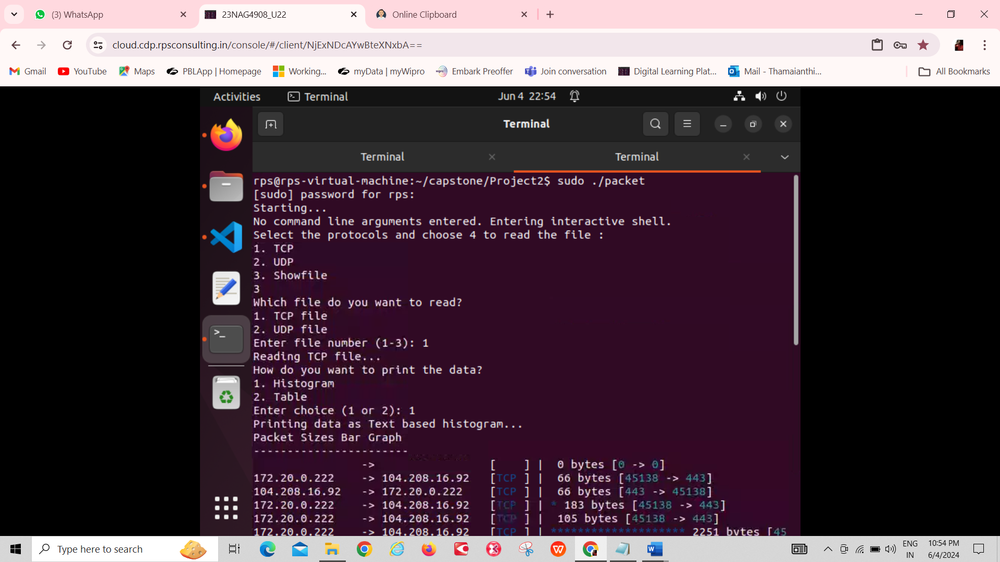 (3) WhatsApp
23NAG4908_U22
Online Clipboard
cloud.cdp.rpsconsulting.in/console/#/client/NjExNDcAYwBteXNxbA==
Gmail
YouTube
Maps
PBLApp | Homepage
Working...
myData | myWipro
Embark Preoffer
Join conversation
Digital Learning Plat...
Mail - Thamaianthi...
All Bookmarks
Activities
Terminal
Jun 4 22:54
Terminal
Terminal
Terminal
rps@rps-virtual-machine:~/capstone/Project2$ sudo ./packet
[sudo] password for rps:
Starting...
No command line arguments entered. Entering interactive shell.
Select the protocols and choose 4 to read the file :
1. TCP
2. UDP
3. Showfile
3
Which file do you want to read?
1. TCP file
2. UDP file
Enter file number (1-3): 1
Reading TCP file...
How do you want to print the data?
1. Histogram
2. Table
Enter choice (1 or 2): 1
Printing data as Text based histogram...
Packet Sizes Bar Graph
-----------------------
-> [ ] | 0 bytes [0 -> 0]
172.20.0.222 -> 104.208.16.92 [TCP ] | 66 bytes [45138 -> 443]
104.208.16.92 -> 172.20.0.222 [TCP ] | 66 bytes [443 -> 45138]
172.20.0.222 -> 104.208.16.92 [TCP ] | * 183 bytes [45138 -> 443]
172.20.0.222 -> 104.208.16.92 [TCP ] | 105 bytes [45138 -> 443]
172.20.0.222 -> 104.208.16.92 [TCP ] | ******************** 2251 bytes [45
Type here to search
ENG
IN
10:54 PM
6/4/2024